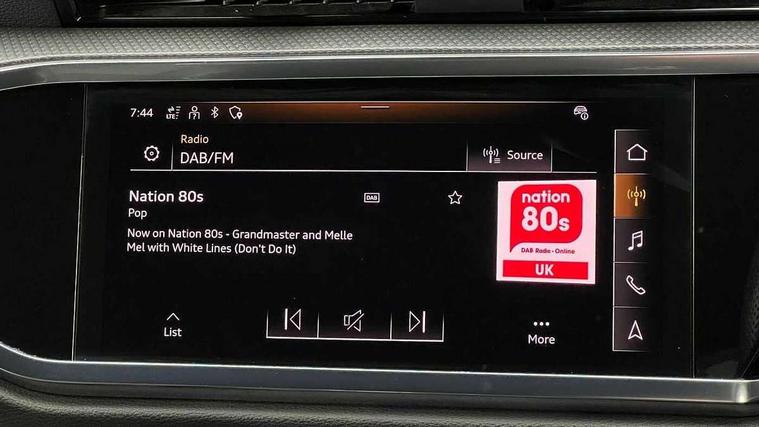 7:44
LTE
Radio
DAB/FM
Source
Nation 80s
DAB
Pop
Now on Nation 80s - Grandmaster and Melle
Mel with White Lines (Don't Do It)
nation
80s
DAB Radio - Online
UK
List
More